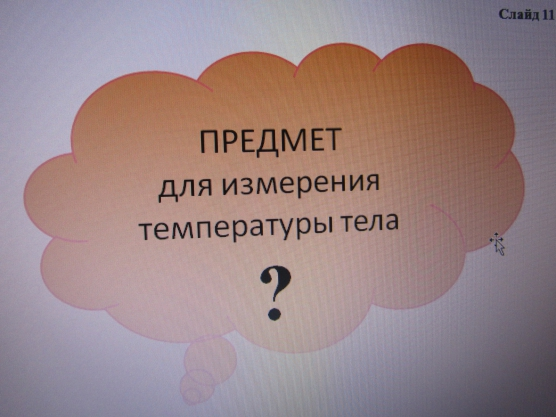 Слайд 11
ПРЕДМЕТ
для измерения
температуры тела
?